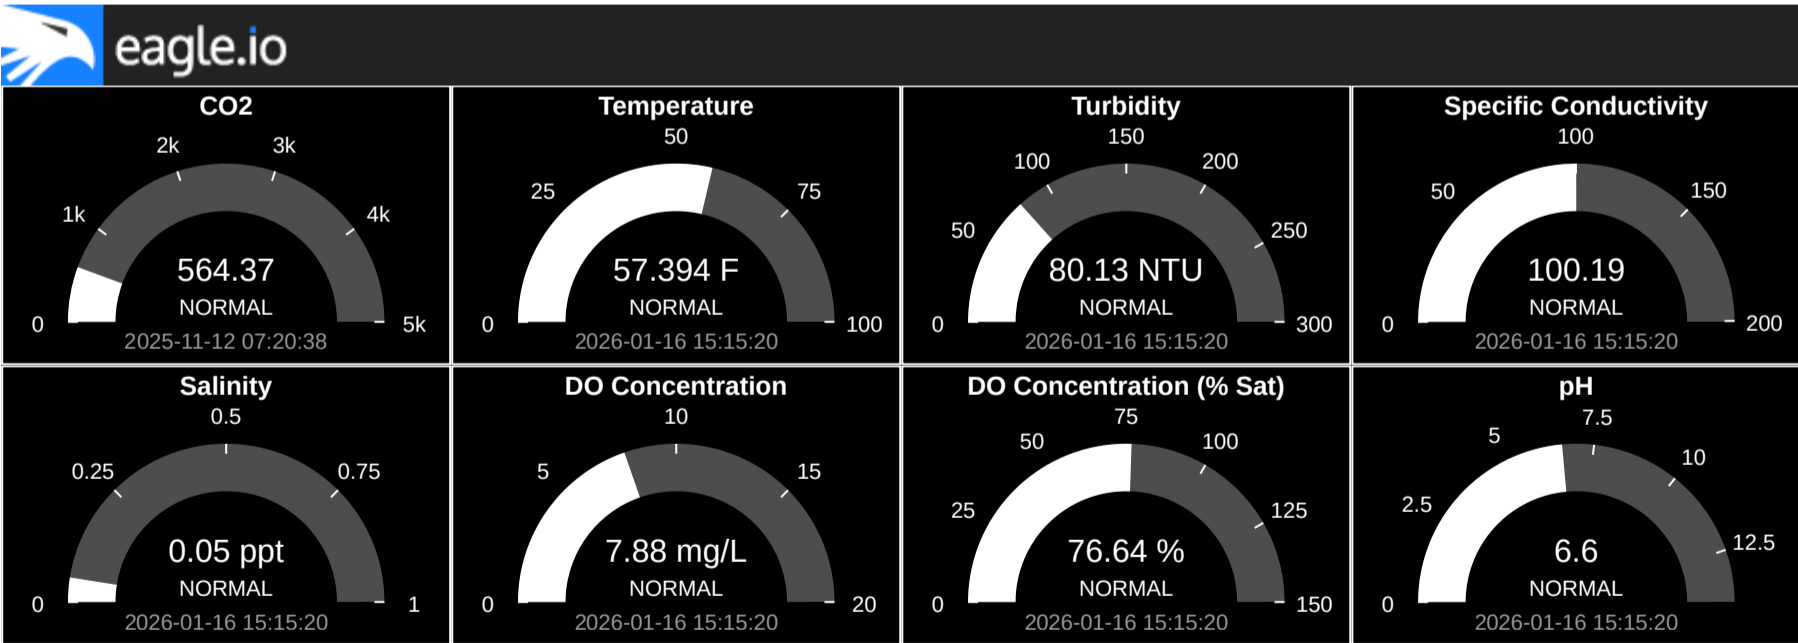 eagle.io
CO2
2k
3k
1k
4k
564.37
NORMAL
0
5k
2025-11-12 07:20:38
Temperature
50
25
75
57.394 F
NORMAL
0
100
2026-01-16 15:15:20
Turbidity
150
100
200
50
250
80.13 NTU
NORMAL
0
300
2026-01-16 15:15:20
Specific Conductivity
100
50
150
100.19
NORMAL
0
200
2026-01-16 15:15:20
Salinity
0.5
0.25
0.75
0.05 ppt
NORMAL
0
1
2026-01-16 15:15:20
DO Concentration
10
5
15
7.88 mg/L
NORMAL
0
20
2026-01-16 15:15:20
DO Concentration (% Sat)
75
50
100
25
125
76.64 %
NORMAL
0
150
2026-01-16 15:15:20
pH
7.5
5
10
2.5
12.5
6.6
NORMAL
0
2026-01-16 15:15:20